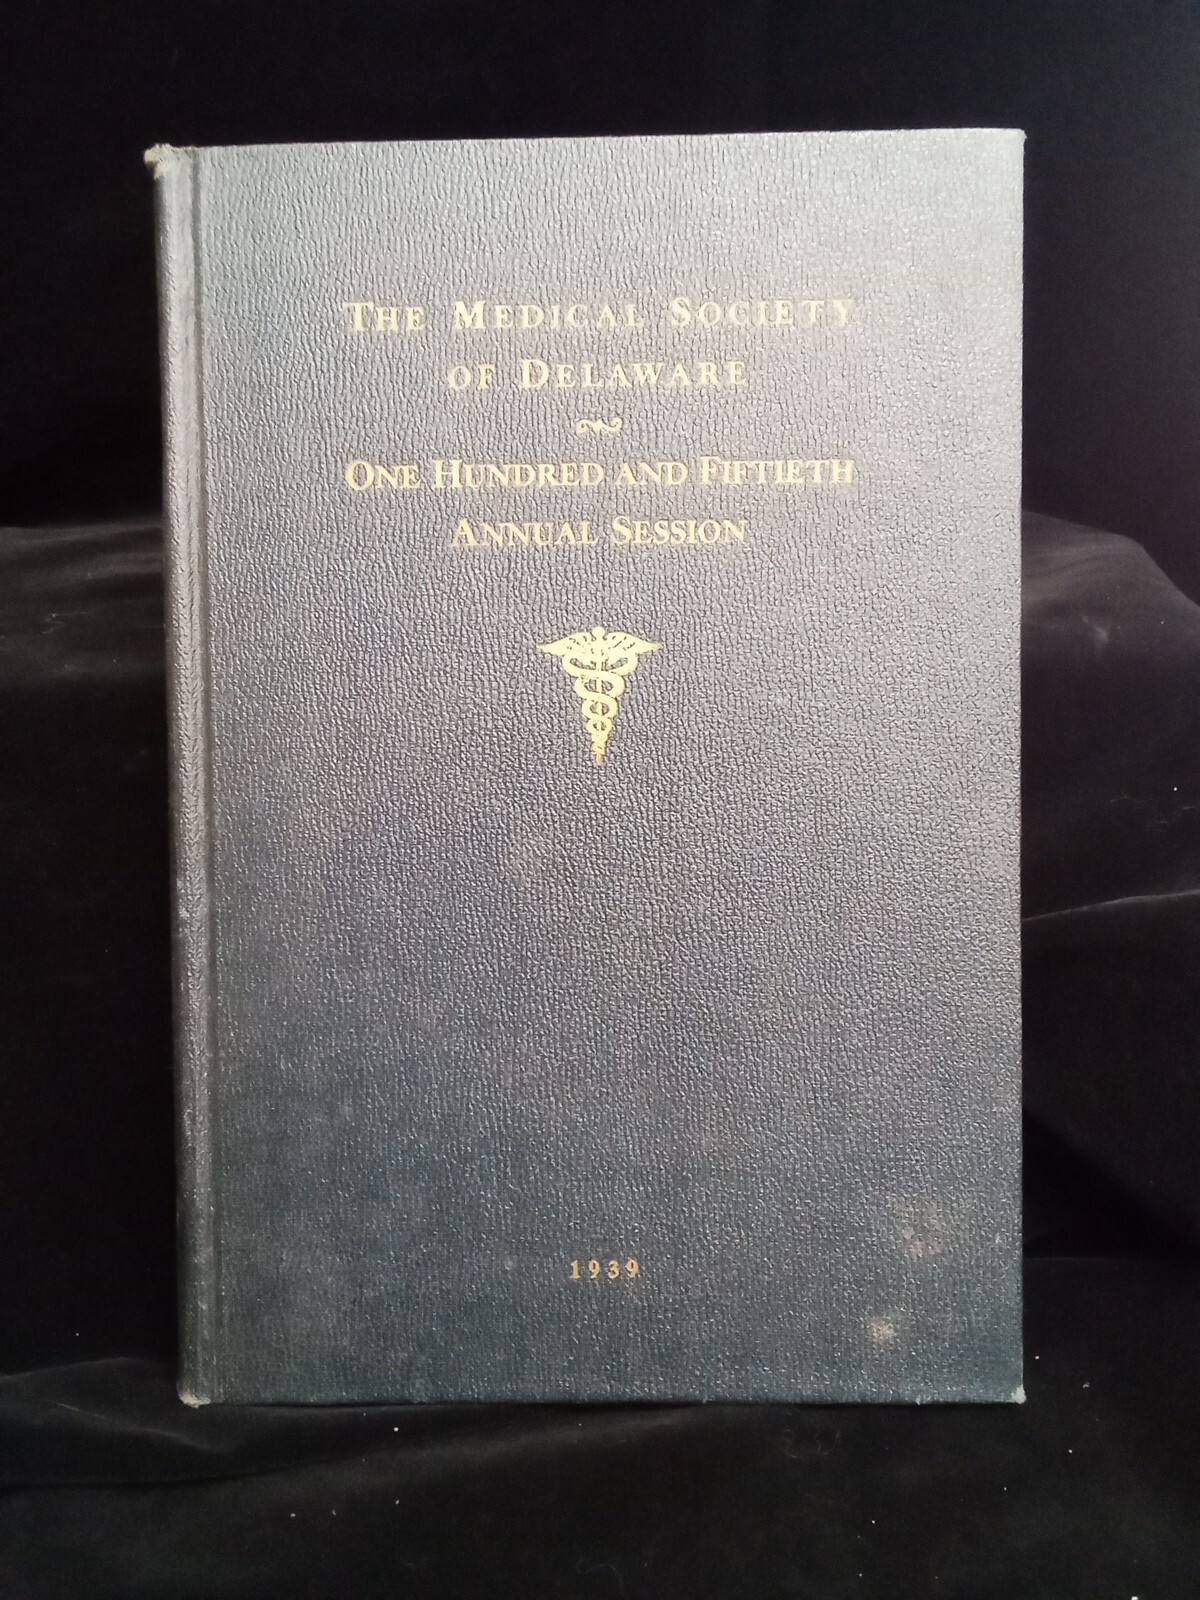 The Medical Society
of Delaware
One Hundred and Fiftieth
Annual Session
1939